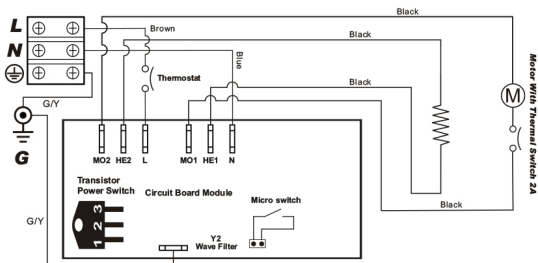 Black
L
Brown
N
Black
Blue
Thermostat
Black
G/Y
M
Motor With Thermal Switch 2A
G
MO2 HE2 L MO1 HE1 N
Transistor
Power Switch
Circuit Board Module
Micro switch
Black
3
2
1
G/Y
Y2
Wave Filter